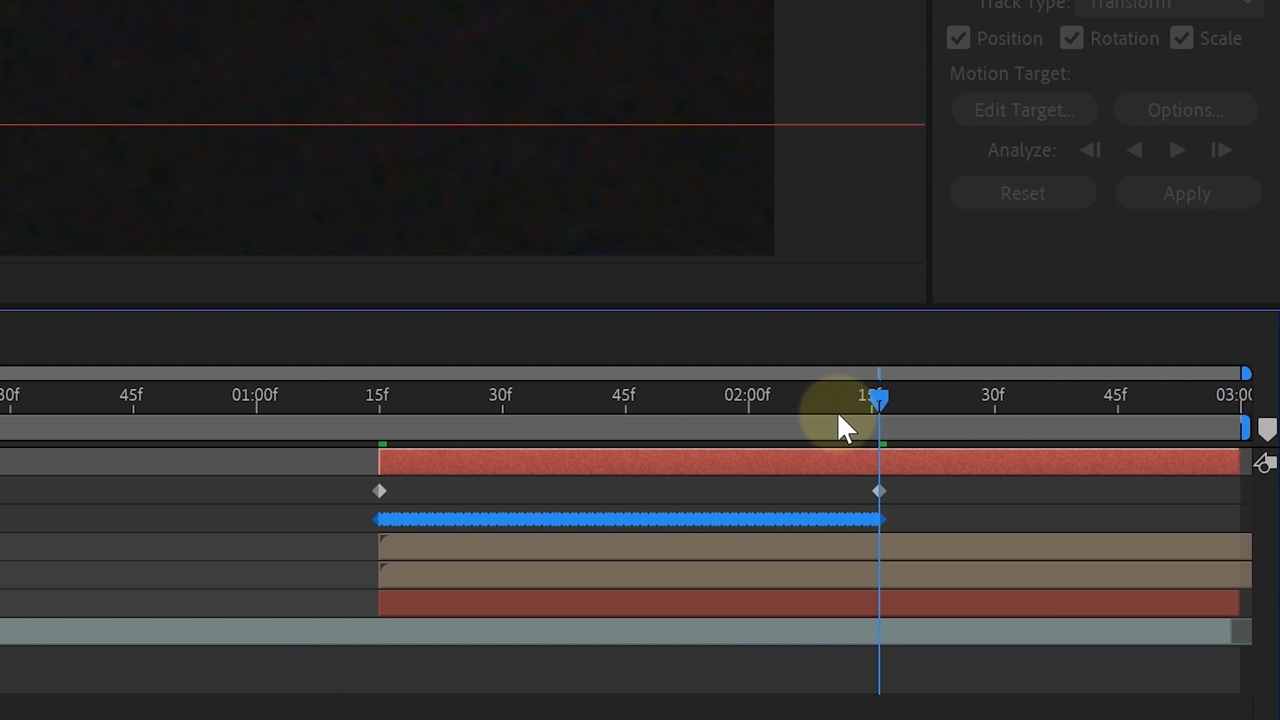 Track Type: Transform
Position Rotation Scale
Motion Target:
Edit Target... Options...
Analyze:
Reset Apply
30f 45f 01:00f 15f 30f 45f 02:00f 15f 30f 45f 03:00